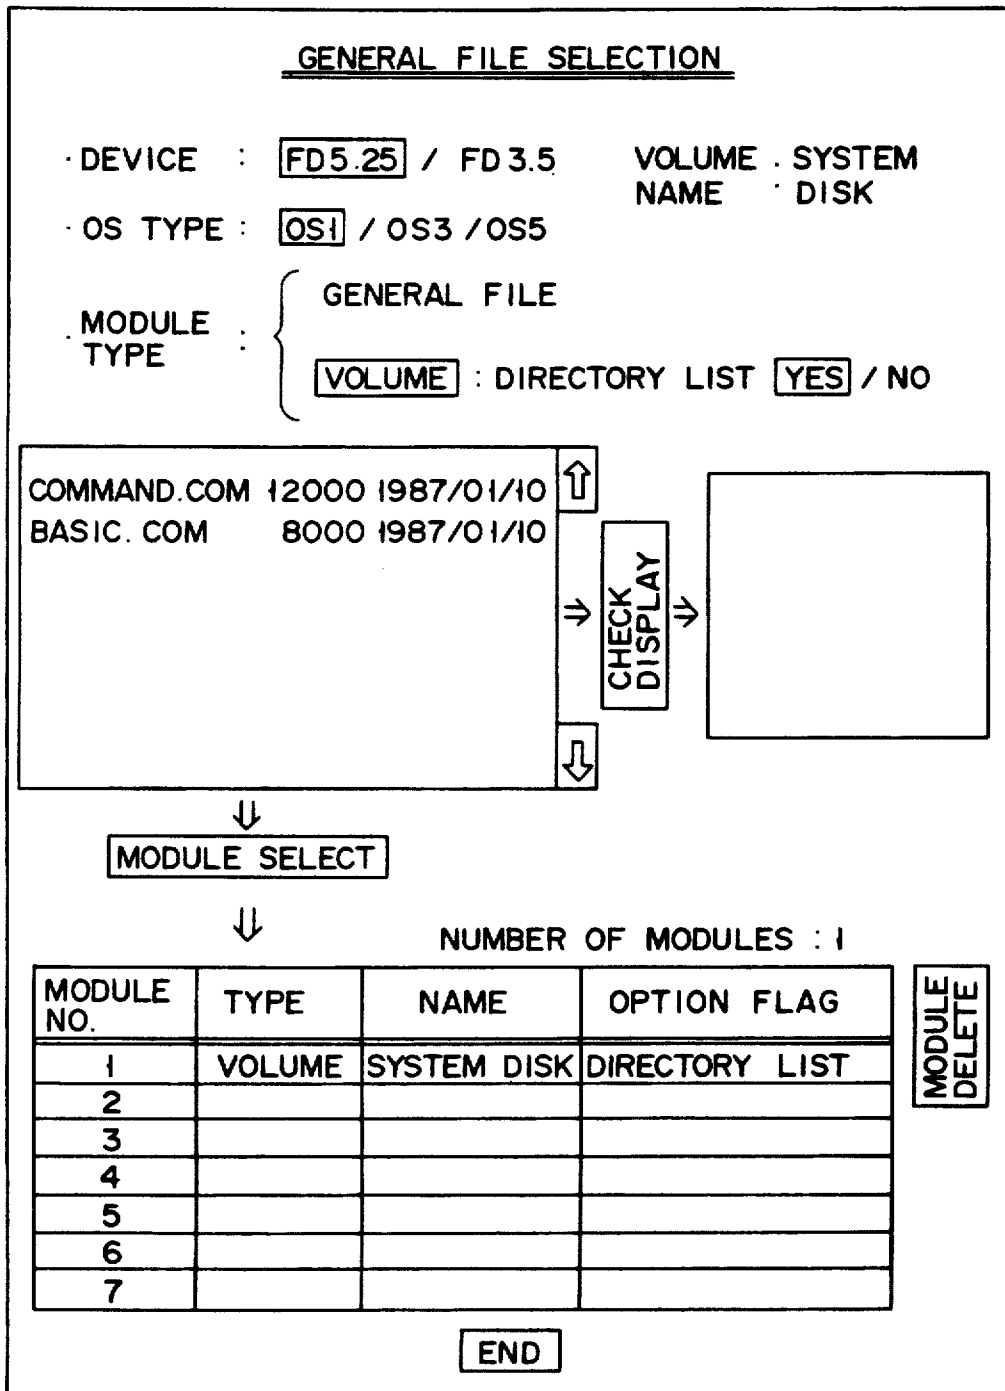 GENERAL FILE SELECTION
· DEVICE : FD5.25 / FD3.5
VOLUME NAME : SYSTEM DISK
· OS TYPE : OS1 / OS3 / OS5
· MODULE TYPE :
GENERAL FILE
VOLUME : DIRECTORY LIST YES / NO
COMMAND.COM 12000 1987/01/10
BASIC. COM 8000 1987/01/10
CHECK
DISPLAY
MODULE SELECT
NUMBER OF MODULES : 1
MODULE NO. TYPE NAME OPTION FLAG
1 VOLUME SYSTEM DISK DIRECTORY LIST
2
3
4
5
6
7
MODULE
DELETE
END